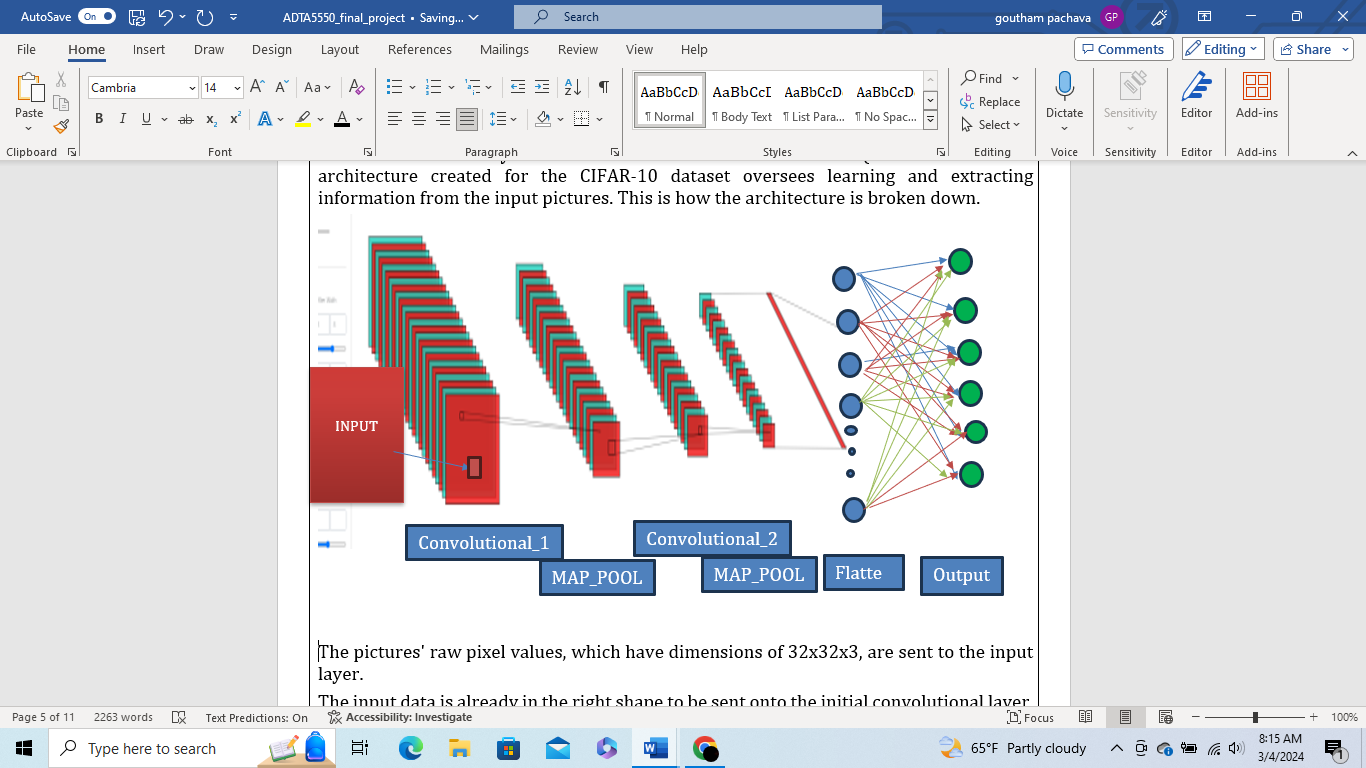 AutoSave On ADTA5550_final_project • Saving... Search goutham pachava GP
File Home Insert Draw Design Layout References Mailings Review View Help Comments Editing Share
Cambria 14 Aa AaBbCcD AaBbCcI AaBbCcD AaBbCcD Find
Paste Replace Dictate Sensitivity Editor Add-ins
B I U ab x₂ x² A A ¶ Normal ¶ Body Text ¶ List Para... ¶ No Spac... Select
Clipboard Font Paragraph Styles Editing Voice Sensitivity Editor Add-ins
architecture created for the CIFAR-10 dataset oversees learning and extracting
information from the input pictures. This is how the architecture is broken down.
INPUT
Convolutional_1
Convolutional_2
MAP_POOL
MAP_POOL
Flatte
Output
The pictures' raw pixel values, which have dimensions of 32x32x3, are sent to the input
layer.
The input data is already in the right shape to be sent onto the initial convolutional layer.
Page 5 of 11 2263 words Text Predictions: On Accessibility: Investigate Focus 100%
Type here to search 65°F Partly cloudy 8:15 AM
3/4/2024 1